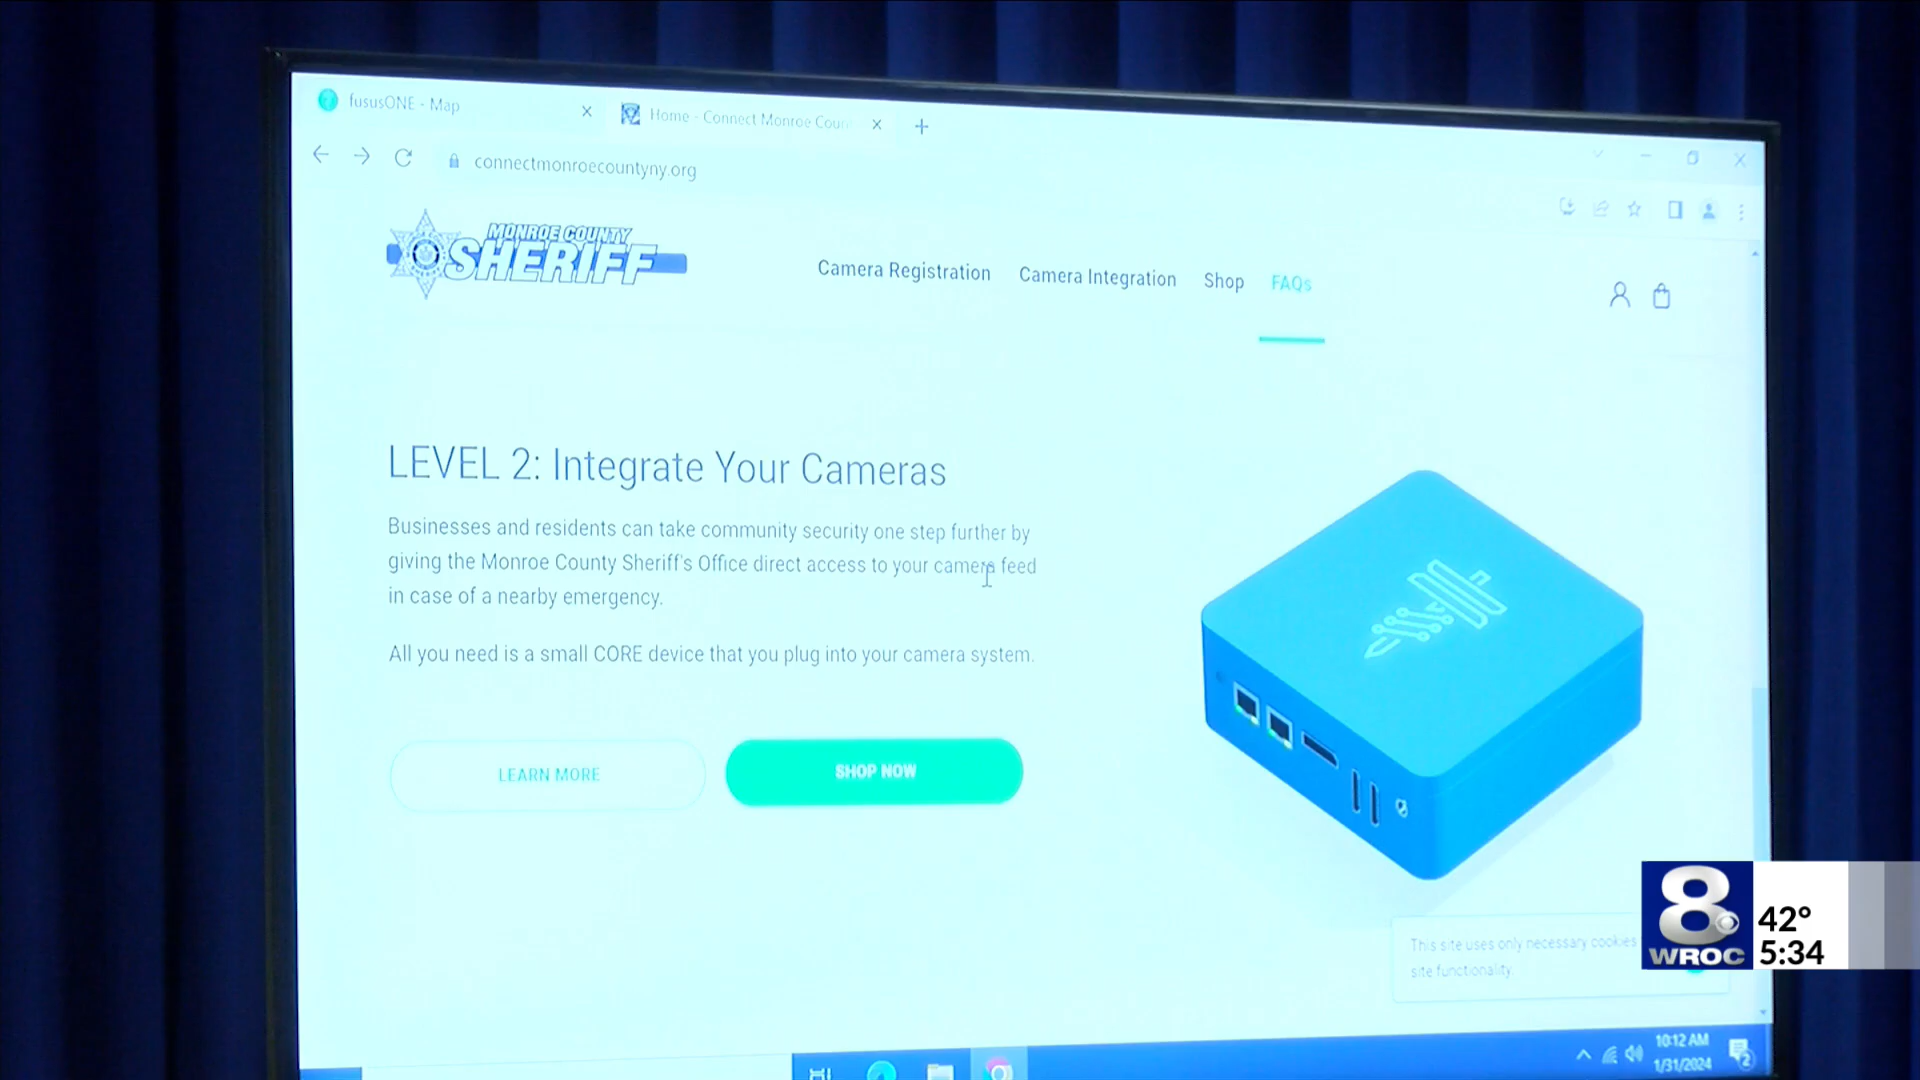 fususONE - Map
Home - Connect Monroe Coun
connectmonroecountyny.org
MONROE COUNTY
SHERIFF
Camera Registration
Camera Integration
Shop
FAQs
LEVEL 2: Integrate Your Cameras
Businesses and residents can take community security one step further by
giving the Monroe County Sheriff's Office direct access to your camera feed
in case of a nearby emergency.
All you need is a small CORE device that you plug into your camera system.
LEARN MORE
SHOP NOW
This site uses only necessary cookies
site functionality.
8
WROC
42°
5:34
10:12 AM
1/31/2024
2